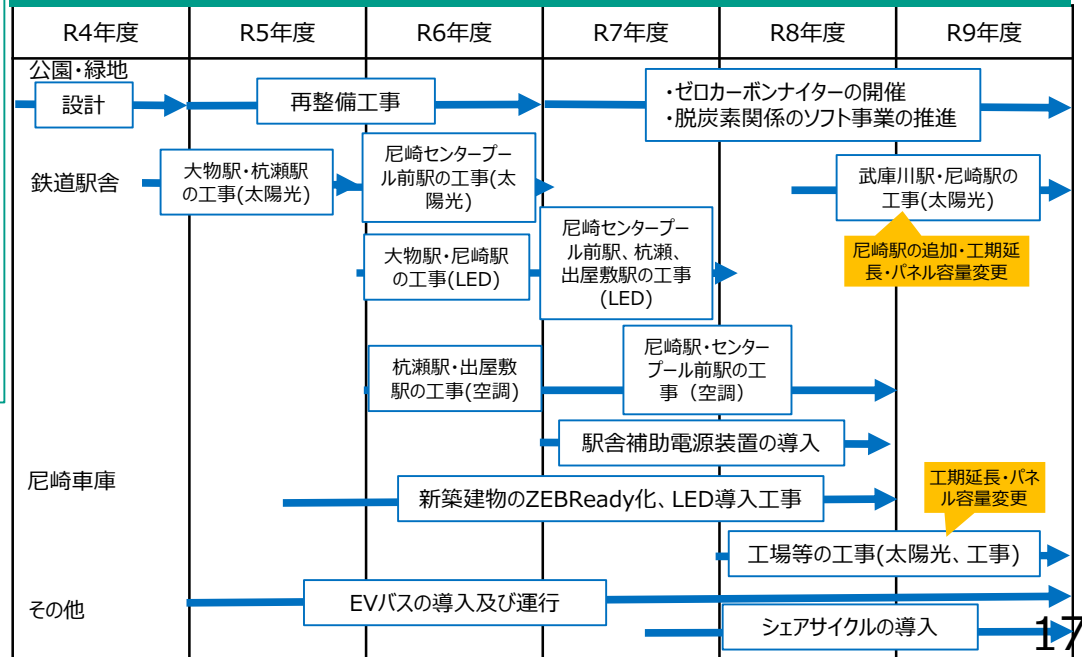 R4年度 R5年度 R6年度 R7年度 R8年度 R9年度
公園・緑地
設計
再整備工事
・ゼロカーボンナイターの開催
・脱炭素関係のソフト事業の推進
鉄道駅舎
大物駅・杭瀬駅
の工事(太陽光)
尼崎センタープー
ル前駅の工事(太
陽光)
武庫川駅・尼崎駅の
工事(太陽光)
尼崎駅の追加・工期延
長・パネル容量変更
大物駅・尼崎駅
の工事(LED)
尼崎センタープー
ル前駅、杭瀬、
出屋敷駅の工事
(LED)
杭瀬駅・出屋敷
駅の工事(空調)
尼崎駅・センター
プール前駅の工
事（空調）
駅舎補助電源装置の導入
尼崎車庫
新築建物のZEBReady化、LED導入工事
工期延長・パネ
ル容量変更
工場等の工事(太陽光、工事)
その他
EVバスの導入及び運行
シェアサイクルの導入
17